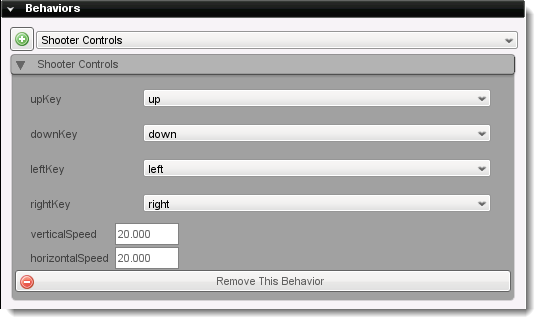 Behaviors
Shooter Controls
Shooter Controls
upKey up
downKey down
leftKey left
rightKey right
verticalSpeed 20.000
horizontalSpeed 20.000
Remove This Behavior